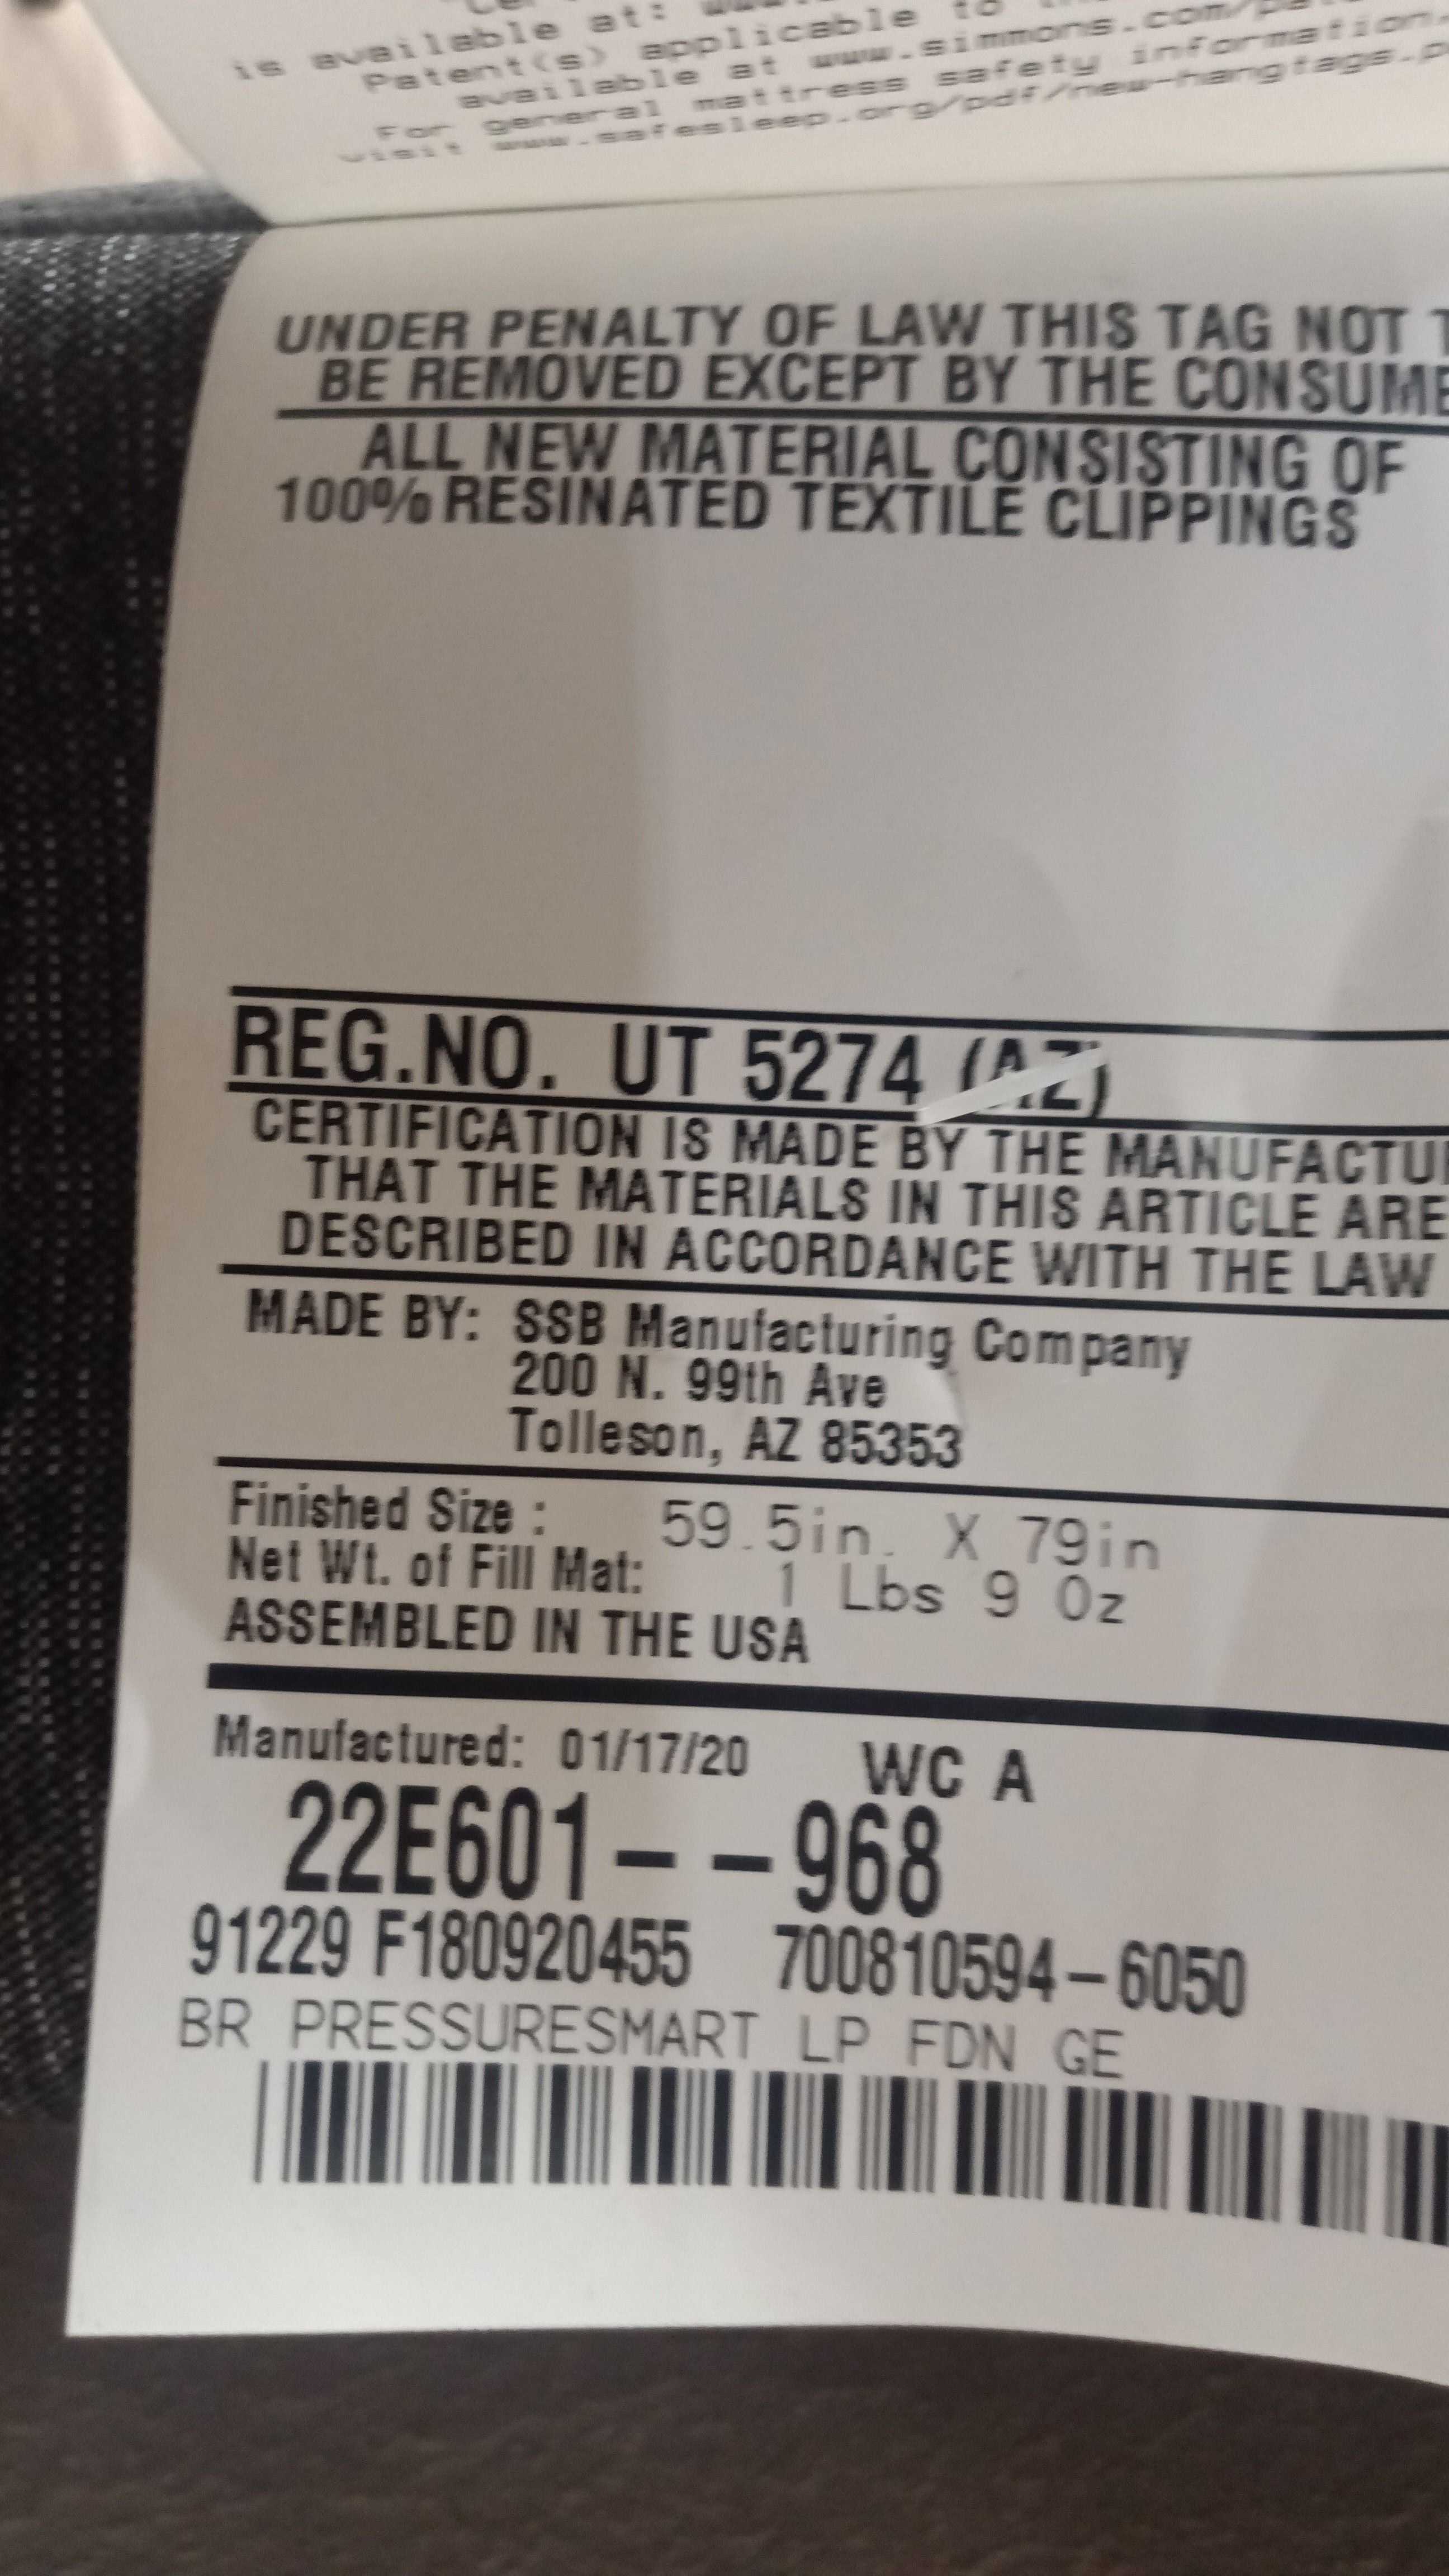 is available at:
Patent(s) applicable to
available at www.simmons.com/
For general mattress safety information,
visit www.safesleep.org/pdf/new-hangtags.p
UNDER PENALTY OF LAW THIS TAG NOT T
BE REMOVED EXCEPT BY THE CONSUME
ALL NEW MATERIAL CONSISTING OF
100% RESINATED TEXTILE CLIPPINGS
REG.NO. UT 5274 (AZ)
CERTIFICATION IS MADE BY THE MANUFACTU
THAT THE MATERIALS IN THIS ARTICLE ARE
DESCRIBED IN ACCORDANCE WITH THE LAW
MADE BY: SSB Manufacturing Company
200 N. 99th Ave
Tolleson, AZ 85353
Finished Size : 59.5in. X 79in
Net Wt. of Fill Mat: 1 Lbs 9 Oz
ASSEMBLED IN THE USA
Manufactured: 01/17/20 WC A
22E601--968
91229 F180920455 700810594-6050
BR PRESSURESMART LP FDN GE